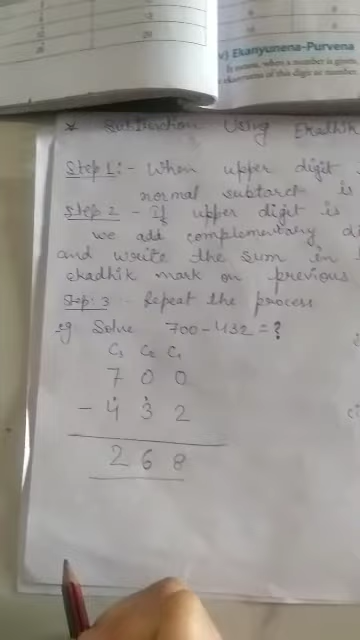 v) Ekanyunena-Purvena
* Subtraction Using Ekadhik
Step 1:- When upper digit
normal subtarct is
Step 2 - If upper digit is
we add complementary di
and write the sum in
ekadhik mark on previous
Step: 3 - Repeat the process
eg Solve 700-432=?
C3 C2 C1
7 0 0
- 4 3 2
2 6 8